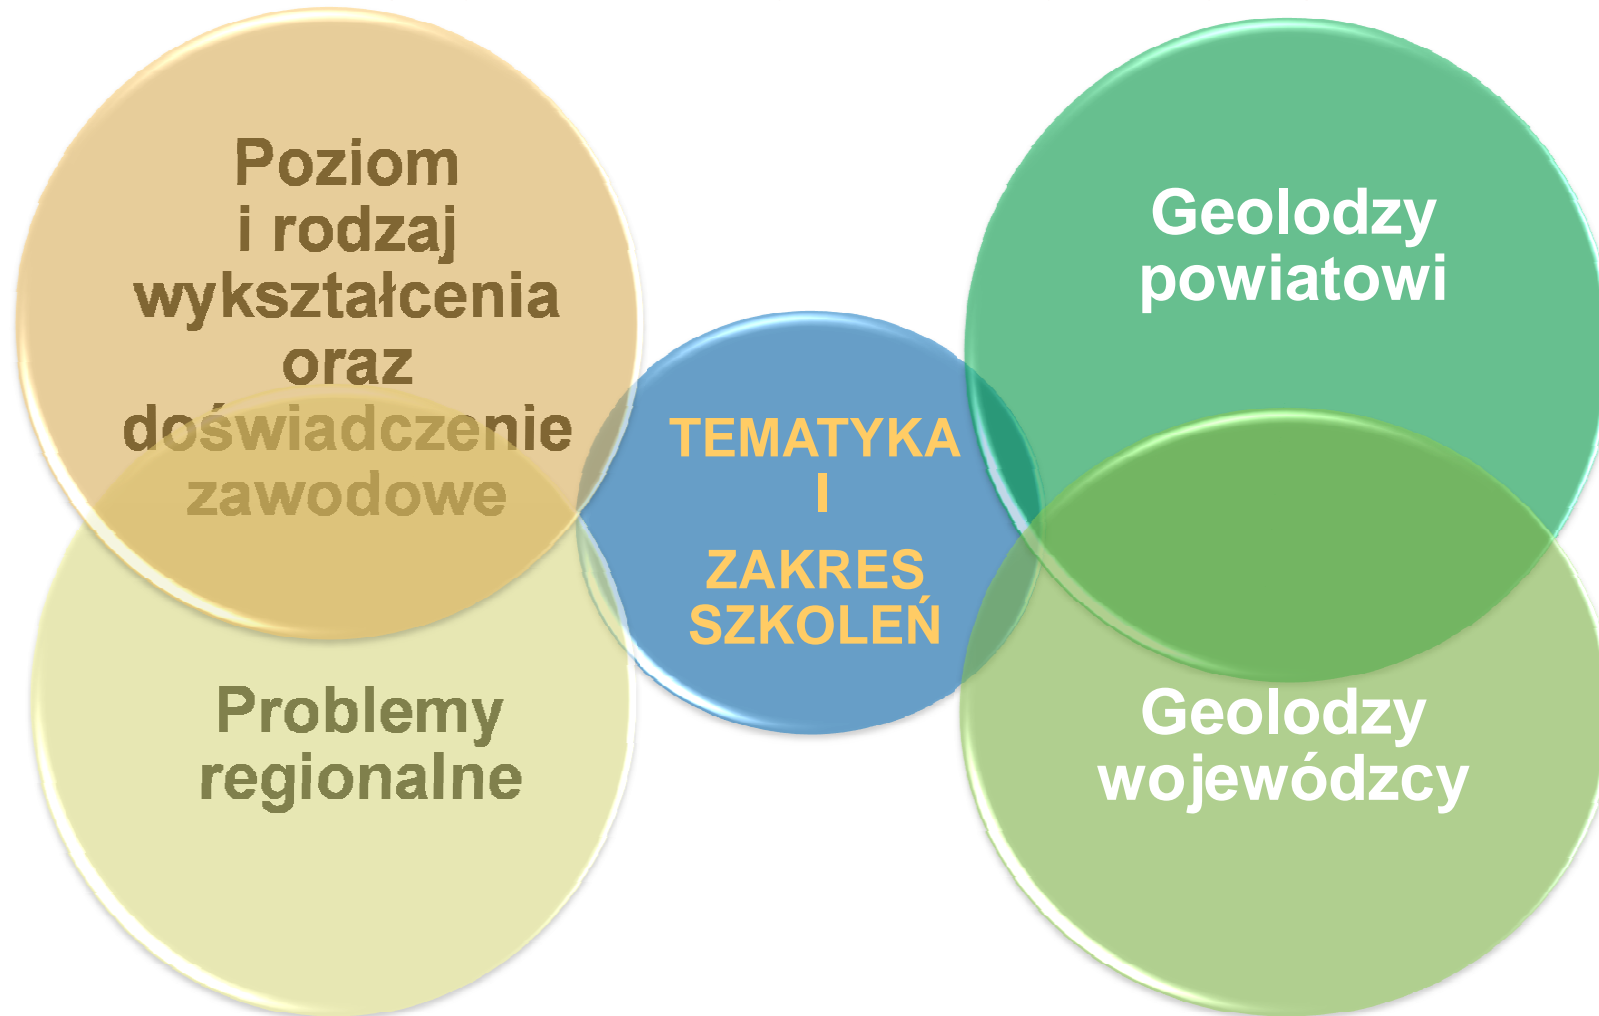 Poziom
i rodzaj
wykształcenia
oraz
doświadczenie
zawodowe
Problemy
regionalne
TEMATYKA
I
ZAKRES
SZKOLEŃ
Geolodzy
powiatowi
Geolodzy
wojewódzcy